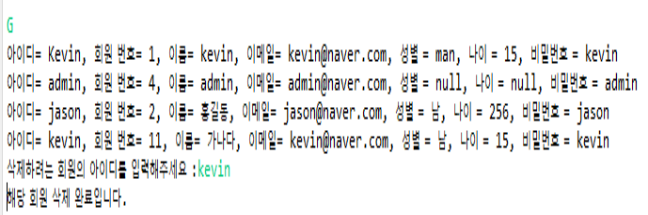 G
아이디= Kevin, 회원 번호= 1, 이름= kevin, 이메일= kevin@naver.com, 성별 = man, 나이 = 15, 비밀번호 = kevin
아이디= admin, 회원 번호= 4, 이름= admin, 이메일= admin@naver.com, 성별 = null, 나이 = null, 비밀번호 = admin
아이디= jason, 회원 번호= 2, 이름= 홍길동, 이메일= jason@naver.com, 성별 = 남, 나이 = 256, 비밀번호 = jason
아이디= kevin, 회원 번호= 11, 이름= 가나다, 이메일= kevin@naver.com, 성별 = 남, 나이 = 15, 비밀번호 = kevin
삭제하려는 회원의 아이디를 입력해주세요 :kevin
해당 회원 삭제 완료입니다.